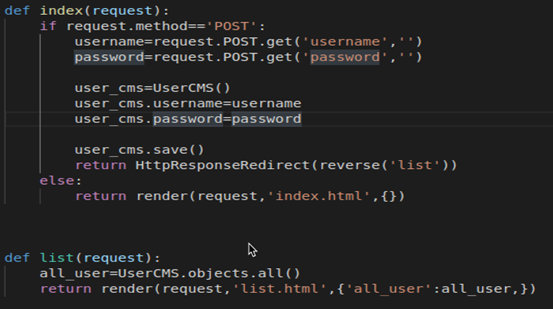 def index(request):
if request.method=='POST':
username=request.POST.get('username','')
password=request.POST.get('password','')
user_cms=UserCMS()
user_cms.username=username
user_cms.password=password
user_cms.save()
return HttpResponseRedirect(reverse('list'))
else:
return render(request,'index.html',{})
def list(request):
all_user=UserCMS.objects.all()
return render(request,'list.html',{'all_user':all_user,})